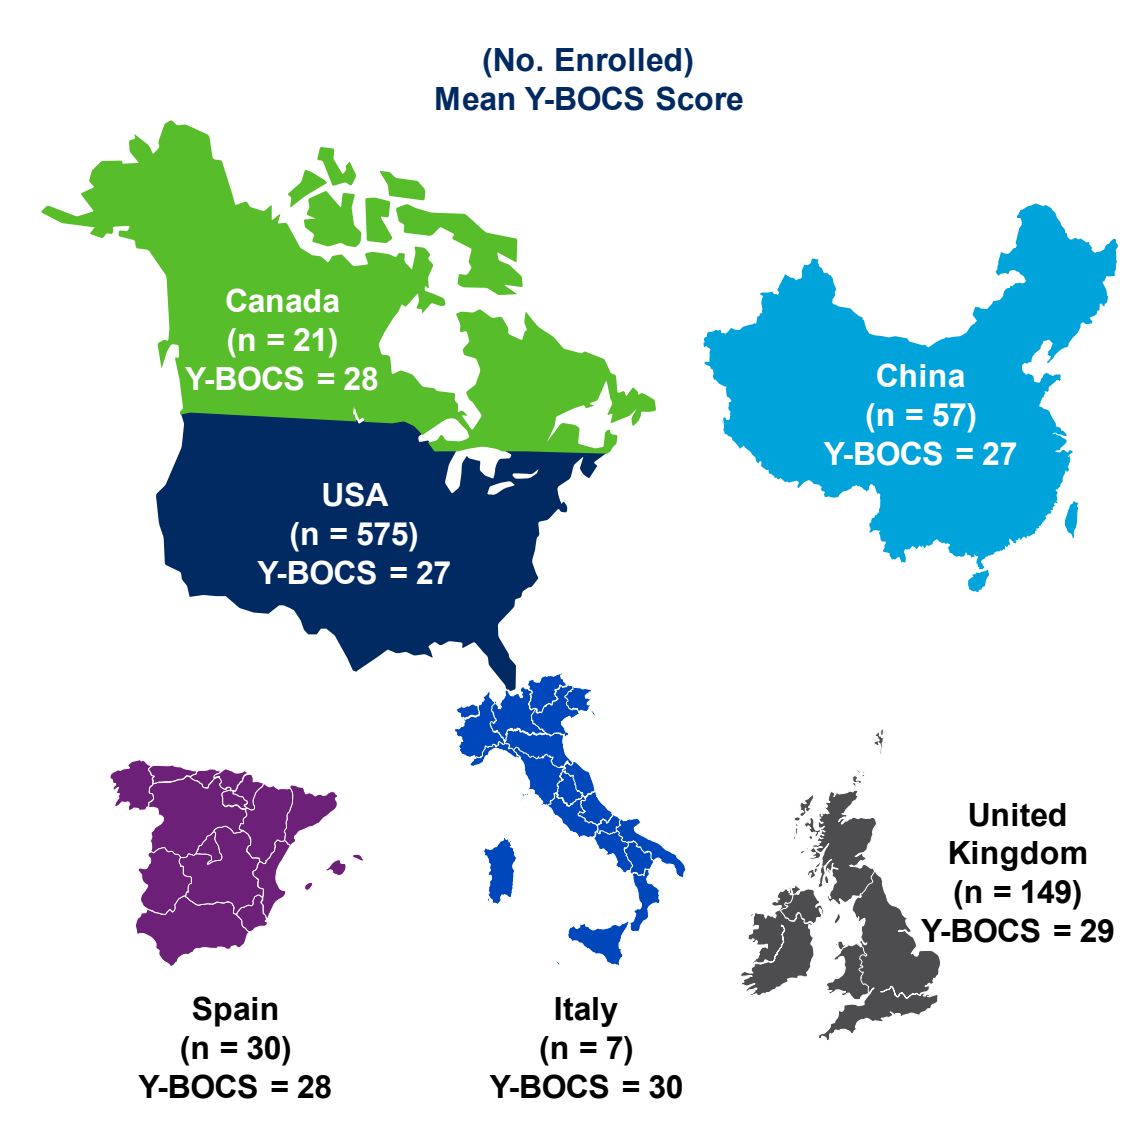 (No. Enrolled)
Mean Y-BOCS Score
Canada
(n = 21)
Y-BOCS = 28
China
(n = 57)
Y-BOCS = 27
USA
(n = 575)
Y-BOCS = 27
United
Kingdom
(n = 149)
Y-BOCS = 29
Spain
(n = 30)
Y-BOCS = 28
Italy
(n = 7)
Y-BOCS = 30